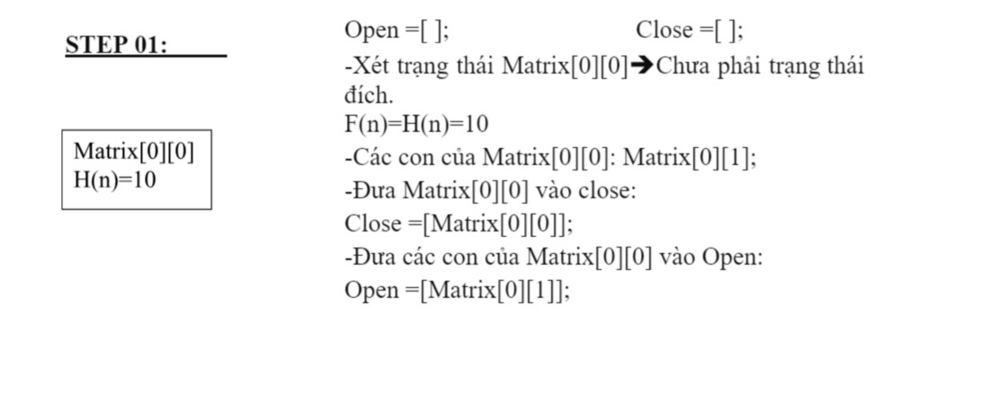 STEP 01:
Open =[ ]; Close =[ ];
-Xét trạng thái Matrix[0][0]➔Chưa phải trạng thái
đích.
F(n)=H(n)=10
-Các con của Matrix[0][0]: Matrix[0][1];
-Đưa Matrix[0][0] vào close:
Close =[Matrix[0][0]];
-Đưa các con của Matrix[0][0] vào Open:
Open =[Matrix[0][1]];
Matrix[0][0]
H(n)=10